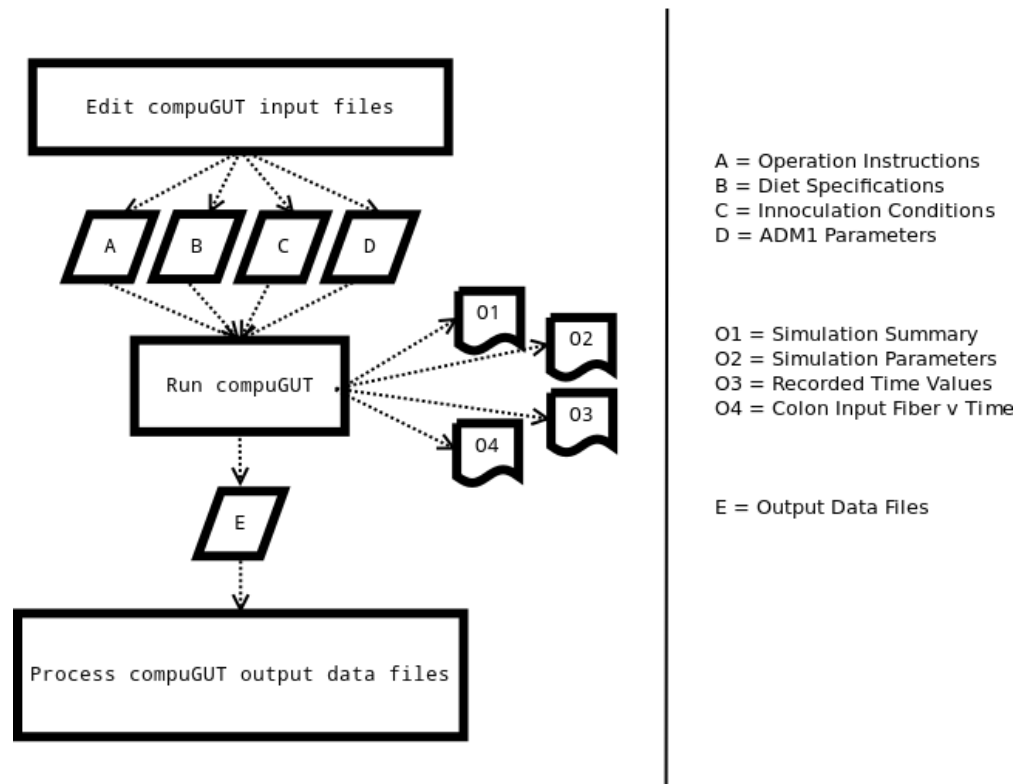 Edit compuGUT input files
A
B
C
D
Run compuGUT
O1
O2
O3
O4
E
Process compuGUT output data files
A = Operation Instructions
B = Diet Specifications
C = Innoculation Conditions
D = ADM1 Parameters
O1 = Simulation Summary
O2 = Simulation Parameters
O3 = Recorded Time Values
O4 = Colon Input Fiber v Time
E = Output Data Files